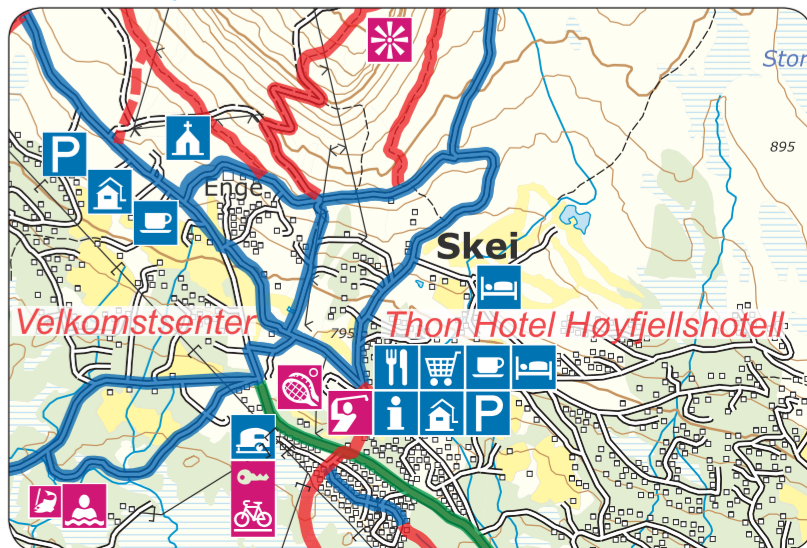 Stor
895
P
Enge
Skei
Velkomstsenter
795
Thon Hotel Høyfjellshotell
i
P